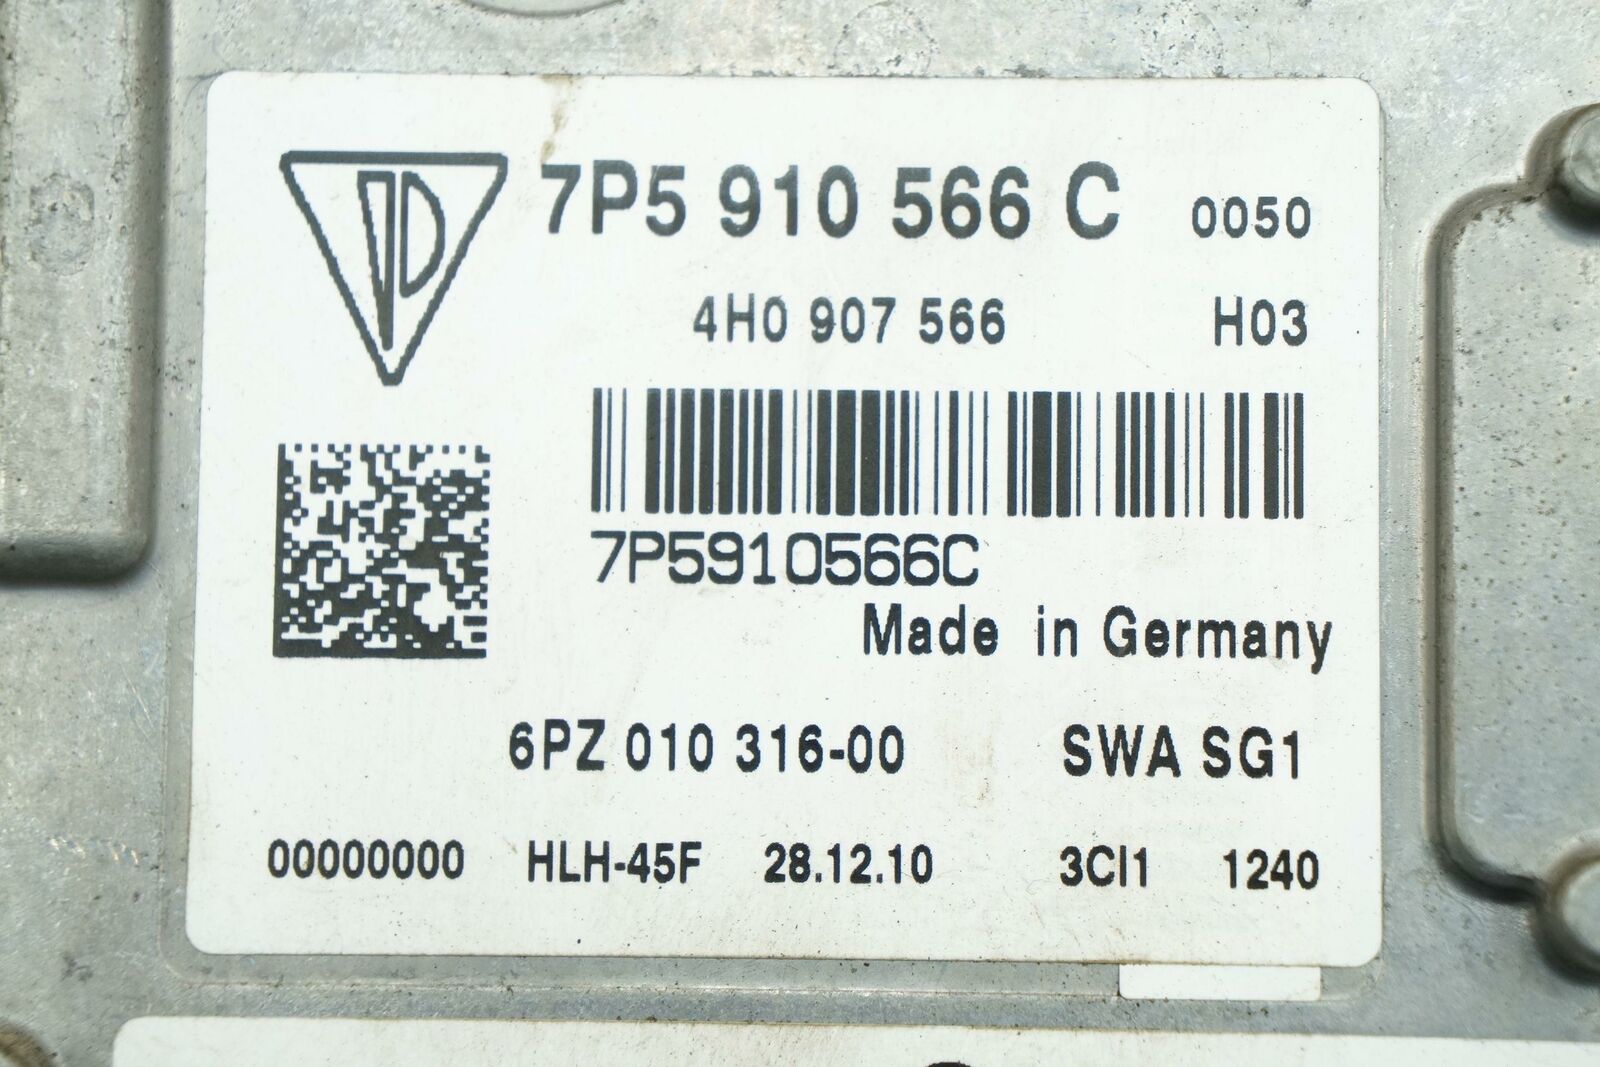 7P5 910 566 C 0050
4H0 907 566 H03
7P5910566C
Made in Germany
6PZ 010 316-00 SWA SG1
00000000 HLH-45F 28.12.10 3CI1 1240